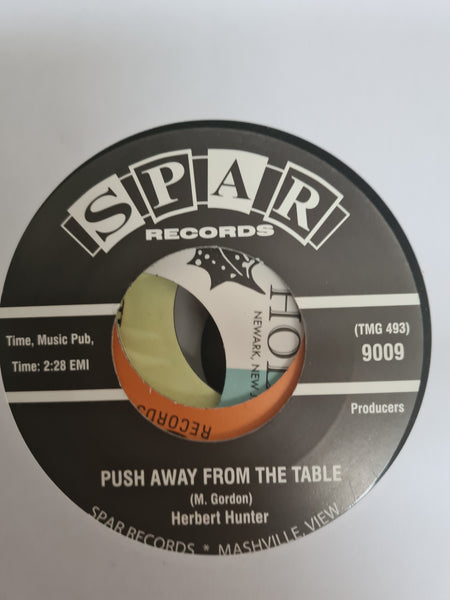 SPAR
RECORDS
Time, Music Pub,
Time: 2:28 EMI
(TMG 493)
9009
Producers
HOL
NEWARK, NEW J
RECORDS
PUSH AWAY FROM THE TABLE
(M. Gordon)
Herbert Hunter
SPAR RECORDS * MASHVILLE, VIEW